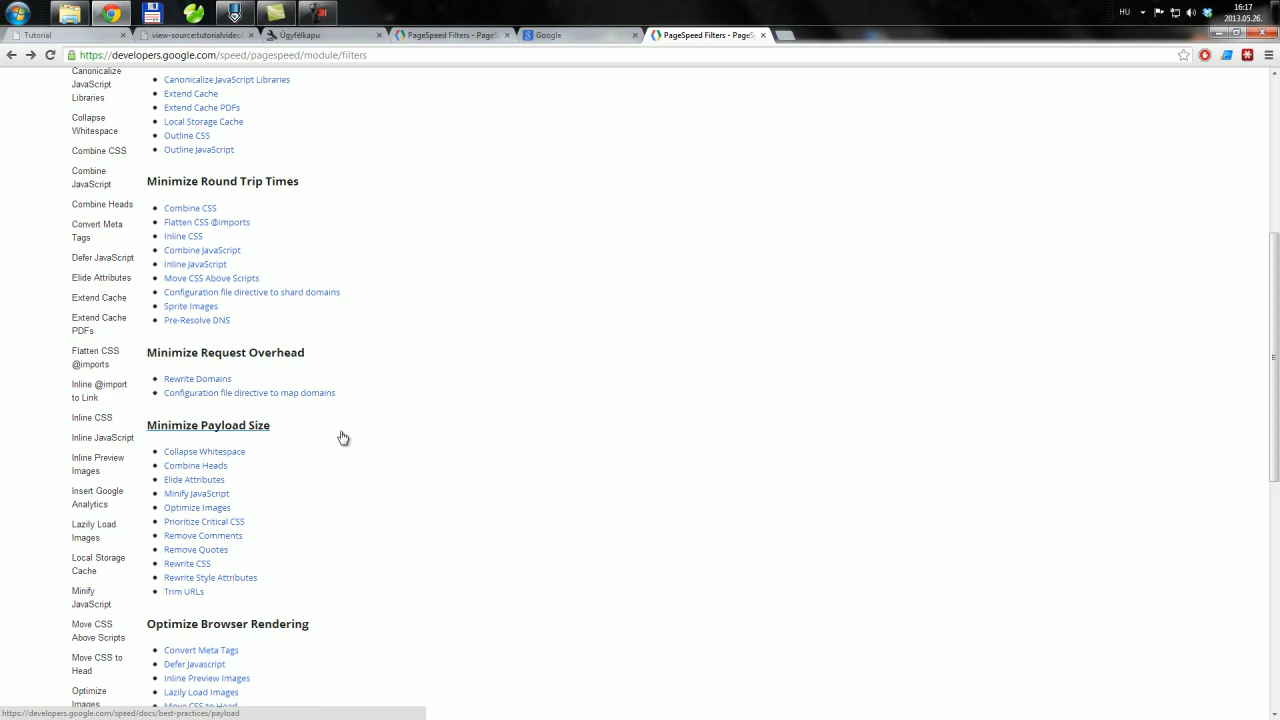 HU
16:17
2013.05.26.
Tutorial
view-source:tutorialvideo
Ügyfélkapu
PageSpeed Filters - PageS
Google
PageSpeed Filters - PageS
https://developers.google.com/speed/pagespeed/module/filters
Canonicalize
JavaScript
Libraries
Collapse
Whitespace
Combine CSS
Combine
JavaScript
Combine Heads
Convert Meta
Tags
Defer JavaScript
Elide Attributes
Extend Cache
Extend Cache
PDFs
Flatten CSS
@imports
Inline @import
to Link
Inline CSS
Inline JavaScript
Inline Preview
Images
Insert Google
Analytics
Lazily Load
Images
Local Storage
Cache
Minify
JavaScript
Move CSS
Above Scripts
Move CSS to
Head
Optimize
Images
Canonicalize JavaScript Libraries
Extend Cache
Extend Cache PDFs
Local Storage Cache
Outline CSS
Outline JavaScript
Minimize Round Trip Times
Combine CSS
Flatten CSS @imports
Inline CSS
Combine JavaScript
Inline JavaScript
Move CSS Above Scripts
Configuration file directive to shard domains
Sprite Images
Pre-Resolve DNS
Minimize Request Overhead
Rewrite Domains
Configuration file directive to map domains
Minimize Payload Size
Collapse Whitespace
Combine Heads
Elide Attributes
Minify JavaScript
Optimize Images
Prioritize Critical CSS
Remove Comments
Remove Quotes
Rewrite CSS
Rewrite Style Attributes
Trim URLs
Optimize Browser Rendering
Convert Meta Tags
Defer Javascript
Inline Preview Images
Lazily Load Images
Move CSS to Head
https://developers.google.com/speed/docs/best-practices/payload